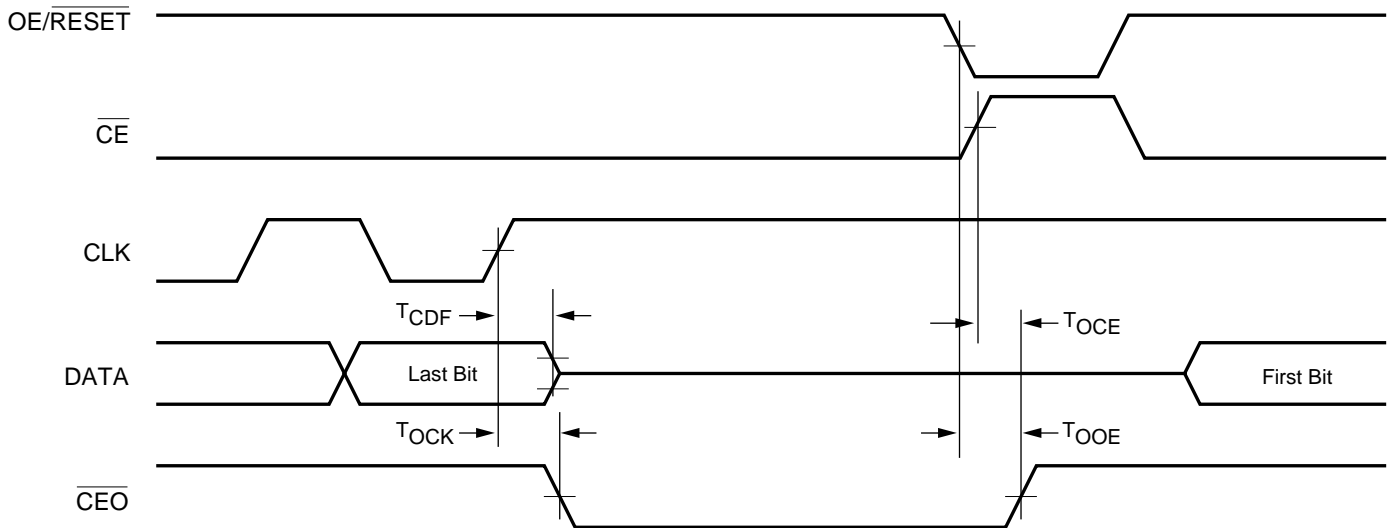 OE/RESET
CE
CLK
TCDF
TOCE
DATA
Last Bit
First Bit
TOCK
TOOE
CEO